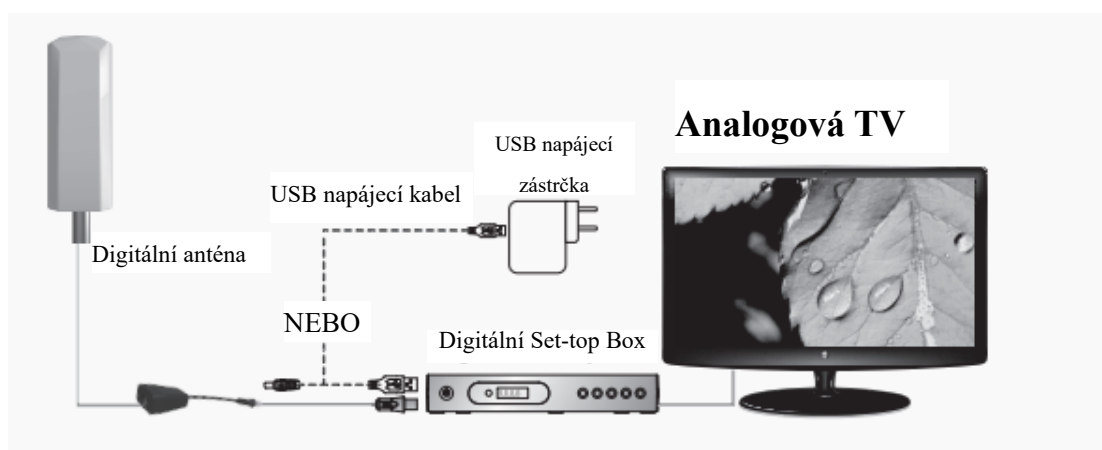 Analogová TV
USB napájecí
zástrčka
USB napájecí kabel
Digitální anténa
NEBO
Digitální Set-top Box